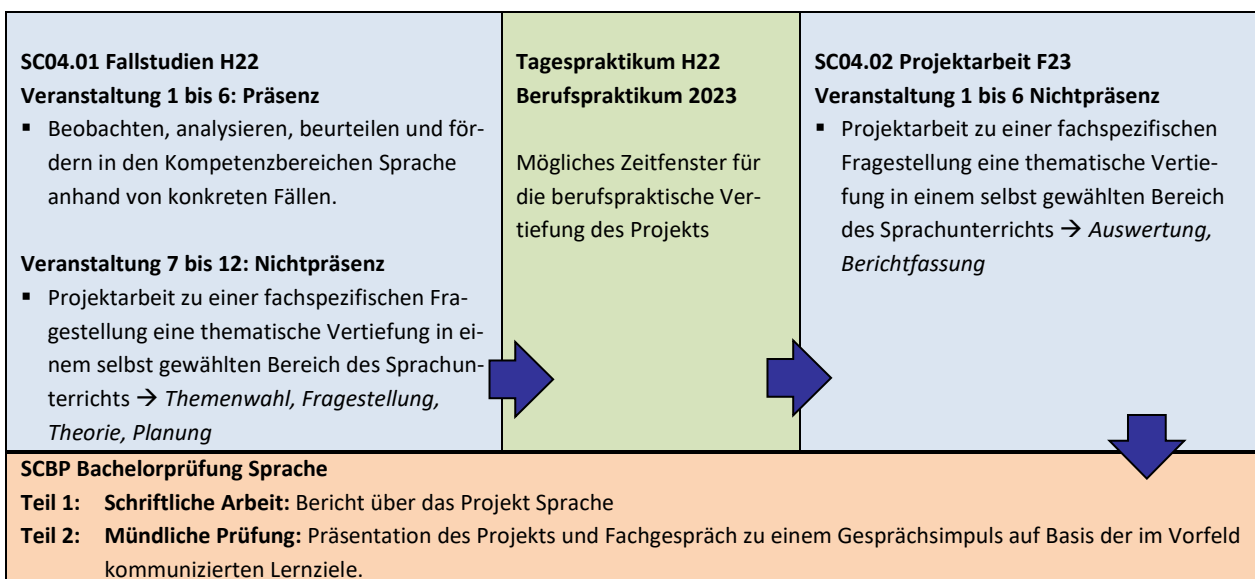 SC04.01 Fallstudien H22
Veranstaltung 1 bis 6: Präsenz
▪ Beobachten, analysieren, beurteilen und för-
dern in den Kompetenzbereichen Sprache
anhand von konkreten Fällen.
Veranstaltung 7 bis 12: Nichtpräsenz
▪ Projektarbeit zu einer fachspezifischen Fra-
gestellung eine thematische Vertiefung in ei-
nem selbst gewählten Bereich des Sprachun-
terrichts → Themenwahl, Fragestellung,
Theorie, Planung
Tagespraktikum H22
Berufspraktikum 2023
Mögliches Zeitfenster für
die berufspraktische Ver-
tiefung des Projekts
SC04.02 Projektarbeit F23
Veranstaltung 1 bis 6 Nichtpräsenz
▪ Projektarbeit zu einer fachspezifischen
Fragestellung eine thematische Vertie-
fung in einem selbst gewählten Bereich
des Sprachunterrichts → Auswertung,
Berichtfassung
SCBP Bachelorprüfung Sprache
Teil 1: Schriftliche Arbeit: Bericht über das Projekt Sprache
Teil 2: Mündliche Prüfung: Präsentation des Projekts und Fachgespräch zu einem Gesprächsimpuls auf Basis der im Vorfeld
kommunizierten Lernziele.